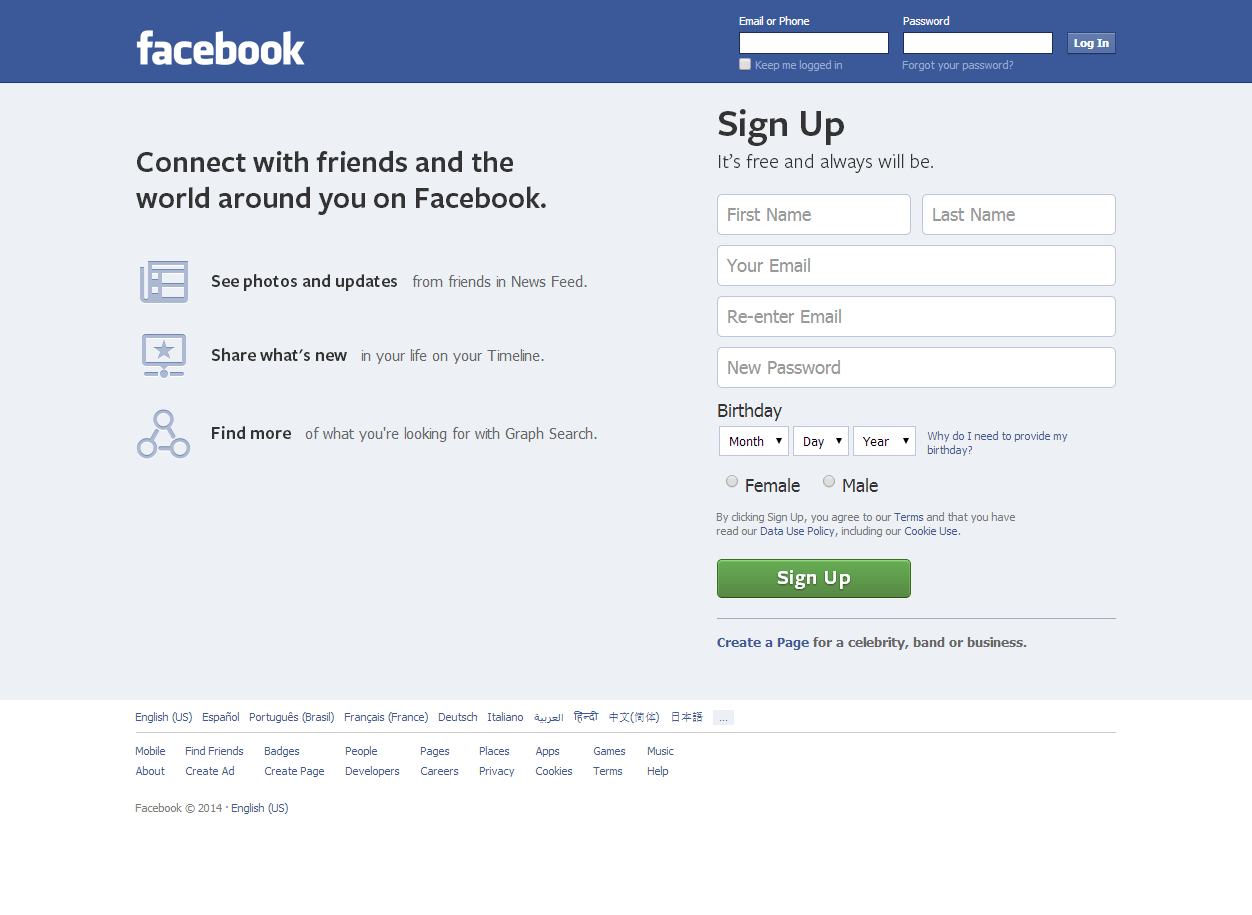 facebook
Email or Phone
Password
Log In
Keep me logged in
Forgot your password?
Connect with friends and the
world around you on Facebook.
See photos and updates from friends in News Feed.
Share what's new in your life on your Timeline.
Find more of what you're looking for with Graph Search.
Sign Up
It's free and always will be.
First Name
Last Name
Your Email
Re-enter Email
New Password
Birthday
Month
Day
Year
Why do I need to provide my
birthday?
Female
Male
By clicking Sign Up, you agree to our Terms and that you have
read our Data Use Policy, including our Cookie Use.
Sign Up
Create a Page for a celebrity, band or business.
English (US) Español Português (Brasil) Français (France) Deutsch Italiano العربية हिन्दी 中文(简体) 日本語 ...
Mobile Find Friends Badges People Pages Places Apps Games Music
About Create Ad Create Page Developers Careers Privacy Cookies Terms Help
Facebook © 2014 · English (US)